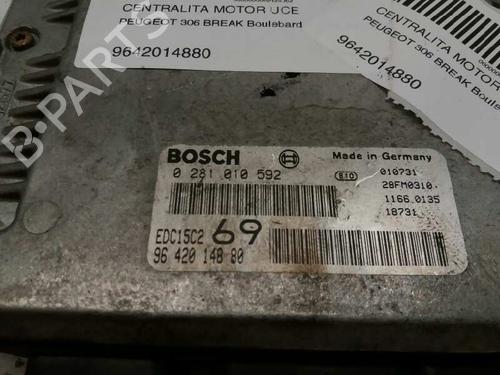 CENTRALITA MOTOR UCE
PEUGEOT 306 BREAK Boulebard
9642014880
CENTRALITA MOTOR
PEUGEOT 306 BREAK Boule
9642014880
BOSCH
0 281 010 592
EDC15C2 69
96 420 148 80
Made in Germany
010731
28FM0310
1166.0135
18731